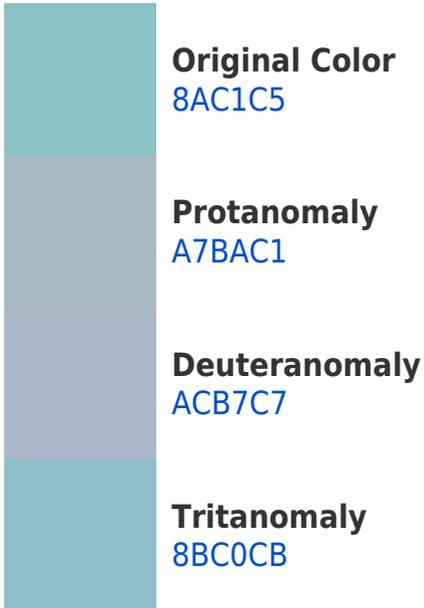 Original Color
8AC1C5
Protanomaly
A7BAC1
Deuteranomaly
ACB7C7
Tritanomaly
8BC0CB